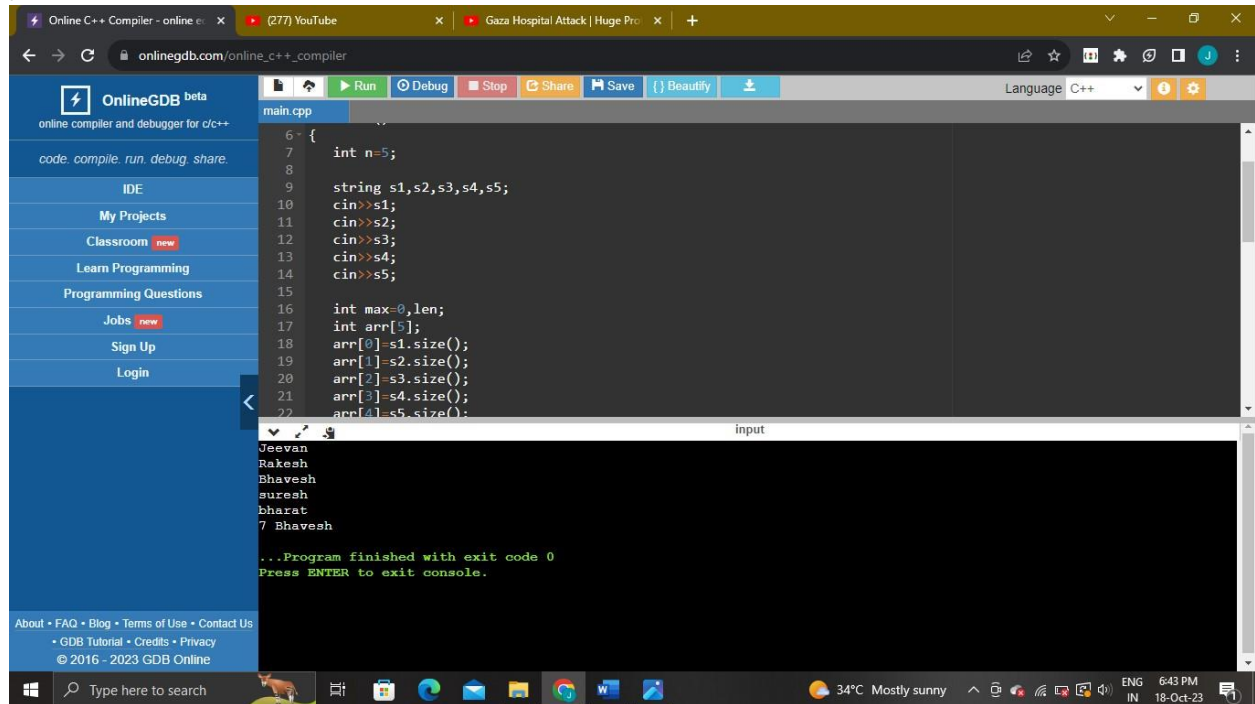 Online C++ Compiler - online e
(277) YouTube
Gaza Hospital Attack | Huge Pro
onlinegdb.com/online_c++_compiler
J
OnlineGDB beta
online compiler and debugger for c/c++
code. compile. run. debug. share.
IDE
My Projects
Classroom new
Learn Programming
Programming Questions
Jobs new
Sign Up
Login
About • FAQ • Blog • Terms of Use • Contact Us
• GDB Tutorial • Credits • Privacy
© 2016 - 2023 GDB Online
Run Debug Stop Share Save { } Beautify
Language C++
main.cpp
6 {
7 int n=5;
8
9 string s1,s2,s3,s4,s5;
10 cin>>s1;
11 cin>>s2;
12 cin>>s3;
13 cin>>s4;
14 cin>>s5;
15
16 int max=0,len;
17 int arr[5];
18 arr[0]=s1.size();
19 arr[1]=s2.size();
20 arr[2]=s3.size();
21 arr[3]=s4.size();
22 arr[4]=s5.size();
input
Jeevan
Rakesh
Bhavesh
suresh
bharat
7 Bhavesh
...Program finished with exit code 0
Press ENTER to exit console.
Type here to search
34°C Mostly sunny
ENG
IN
6:43 PM
18-Oct-23
1